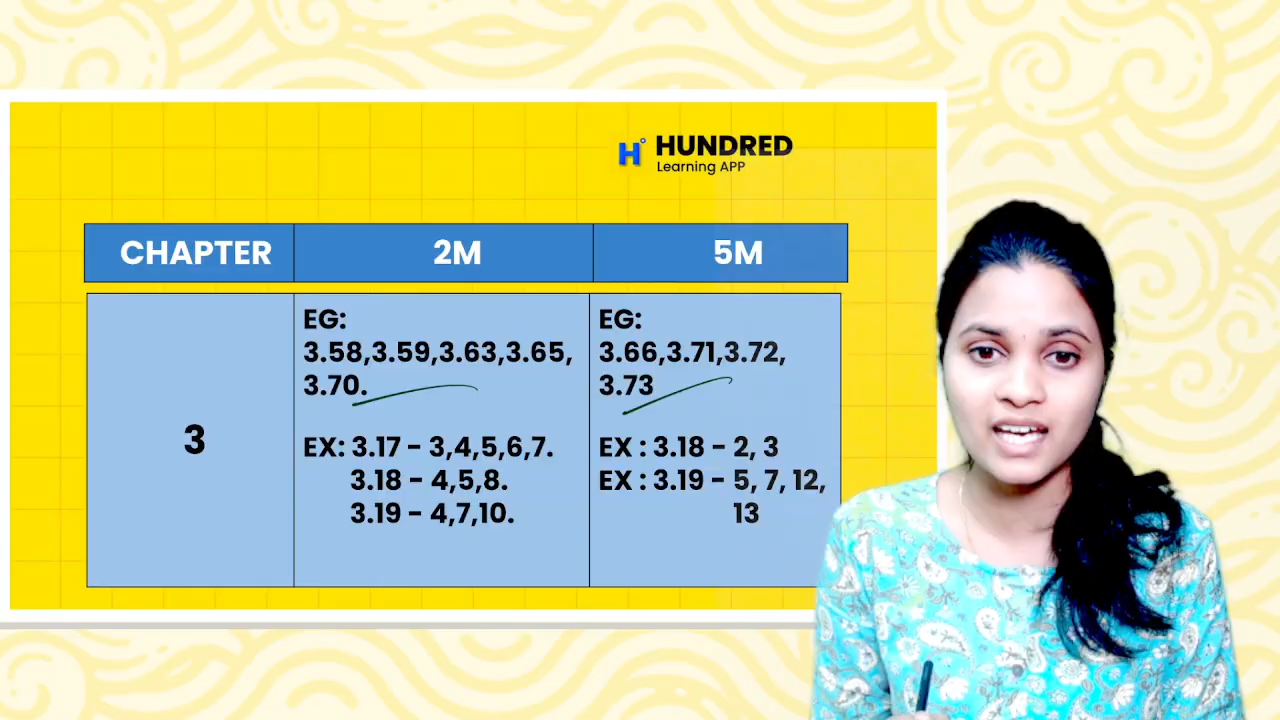 H° HUNDRED
Learning APP
CHAPTER 2M 5M
3
EG:
3.58,3.59,3.63,3.65,
3.70.
EX: 3.17 - 3,4,5,6,7.
3.18 - 4,5,8.
3.19 - 4,7,10.
EG:
3.66,3.71,3.72,
3.73
EX : 3.18 - 2, 3
EX : 3.19 - 5, 7, 12,
13